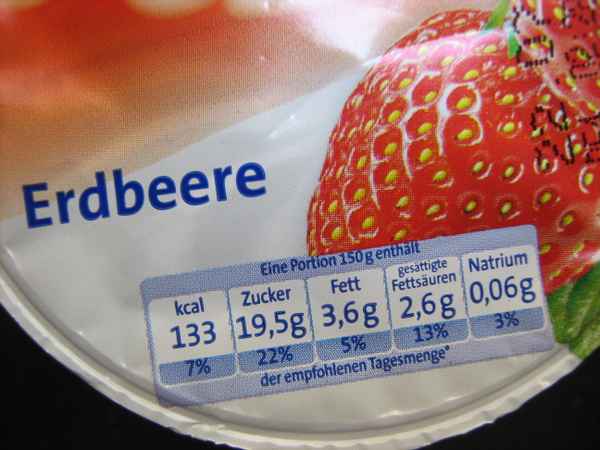 Erdbeere
Eine Portion 150 g enthält
kcal Zucker Fett gesättigte Fettsäuren Natrium
133 19,5g 3,6g 2,6g 0,06g
7% 22% 5% 13% 3%
der empfohlenen Tagesmenge*